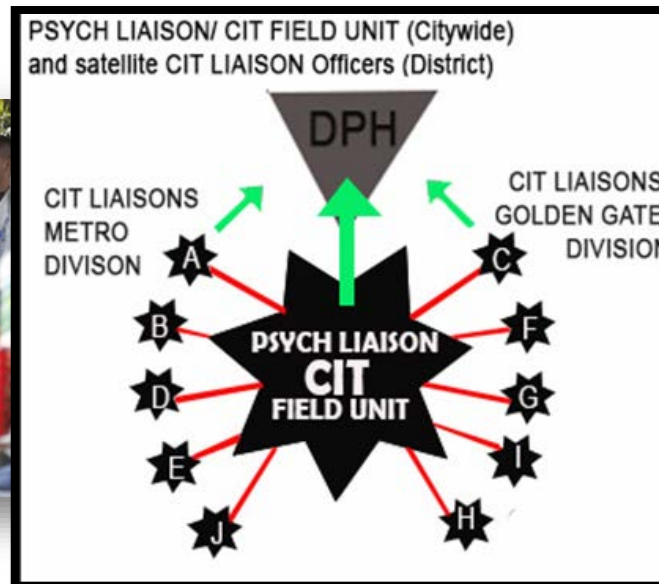 PSYCH LIAISON/ CIT FIELD UNIT (Citywide)
and satellite CIT LIAISON Officers (District)
DPH
CIT LIAISONS
METRO
DIVISON
CIT LIAISONS
GOLDEN GATE
DIVISION
A
C
B
F
D
G
E
I
J
H
PSYCH LIAISON
CIT
FIELD UNIT